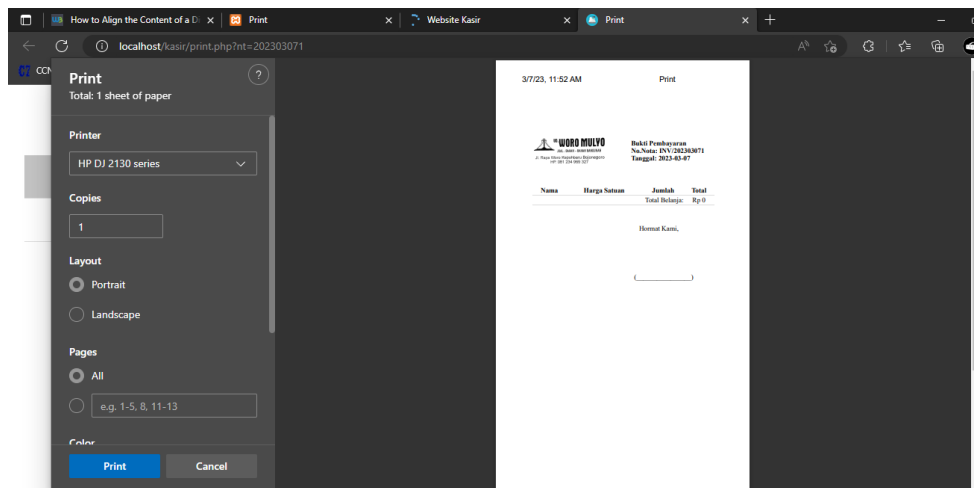 How to Align the Content of a Di
Print
Website Kasir
Print
localhost/kasir/print.php?nt=202303071
Print
Total: 1 sheet of paper
Printer
HP DJ 2130 series
Copies
1
Layout
Portrait
Landscape
Pages
All
e.g. 1-5, 8, 11-13
Color
Print
Cancel
3/7/23, 11:52 AM
Print
WORO MULYO
Bukti Pembayaran
No.Nota: INV/202303071
Tanggal: 2023-03-07
Nama Harga Satuan Jumlah Total
Total Belanja: Rp 0
Hormat Kami,
(______________)